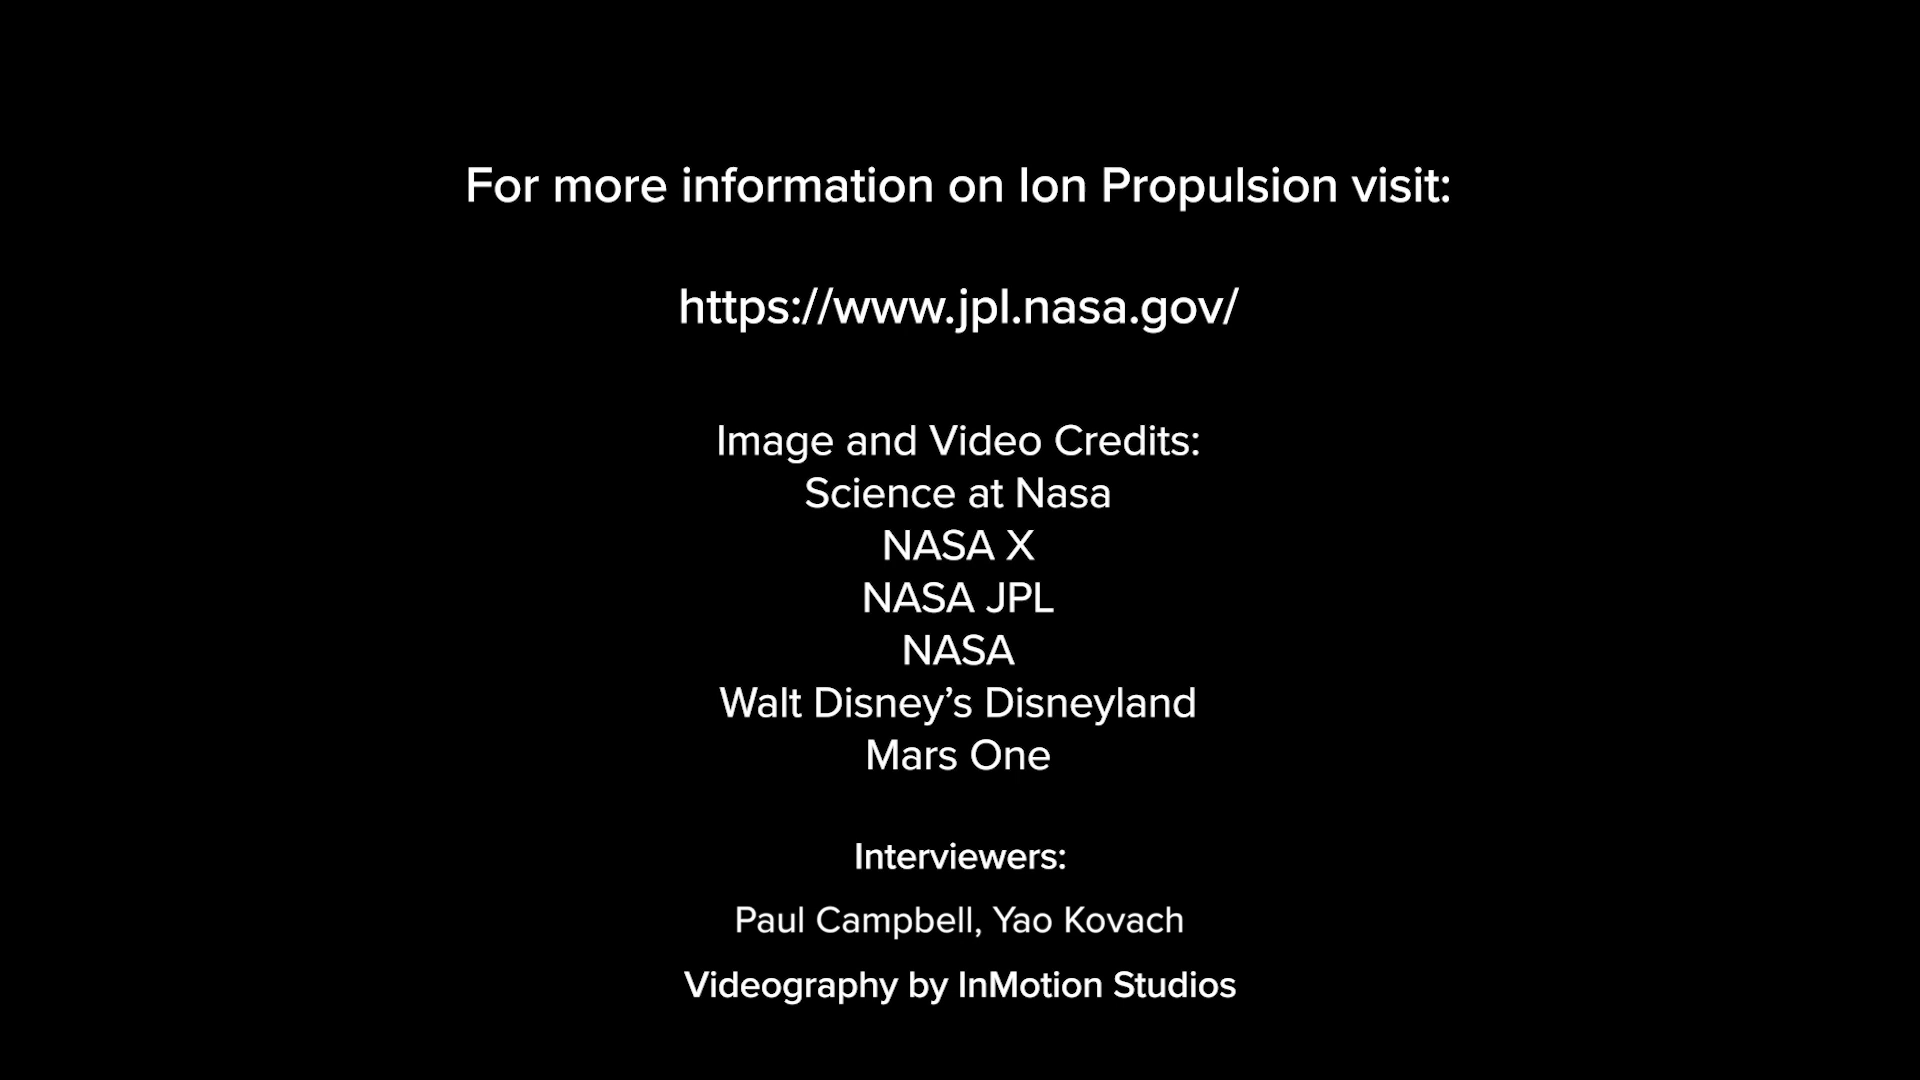 For more information on Ion Propulsion visit:
https://www.jpl.nasa.gov/
Image and Video Credits:
Science at Nasa
NASA X
NASA JPL
NASA
Walt Disney’s Disneyland
Mars One
Interviewers:
Paul Campbell, Yao Kovach
Videography by InMotion Studios